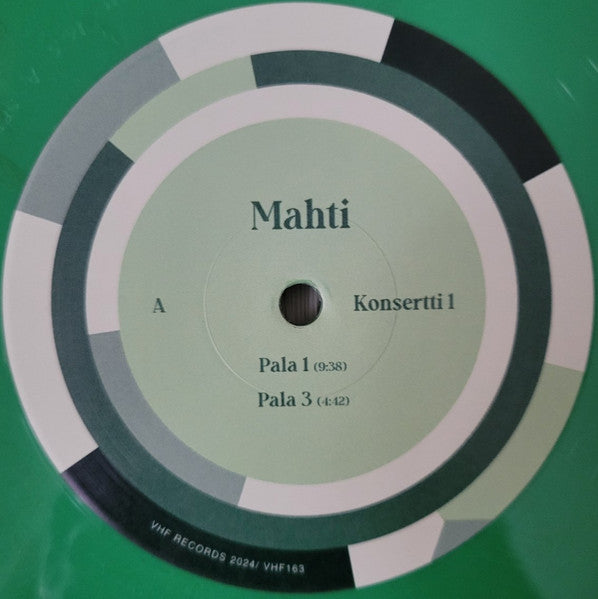 Mahti
A
Konsertti 1
Pala 1 (9:38)
Pala 3 (4:42)
VHF RECORDS 2024/ VHF163